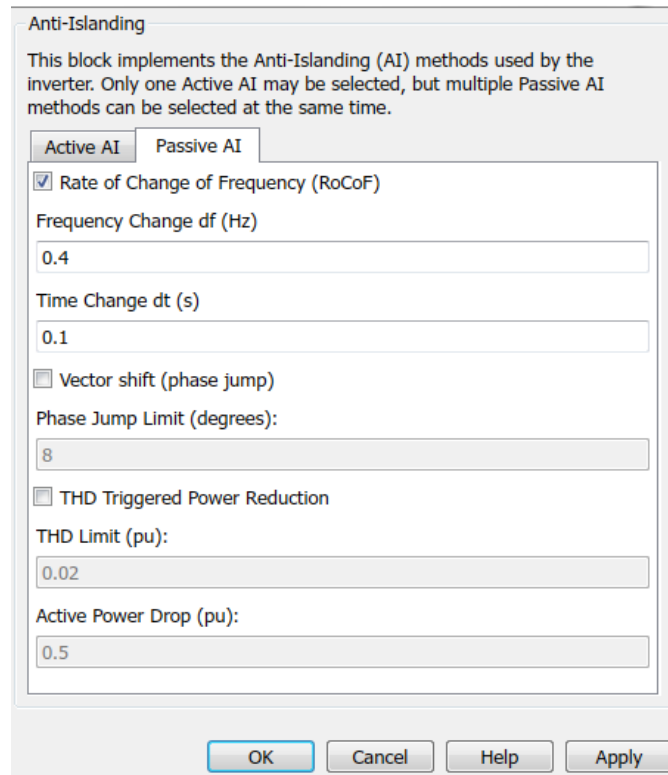 Anti-Islanding
This block implements the Anti-Islanding (AI) methods used by the
inverter. Only one Active AI may be selected, but multiple Passive AI
methods can be selected at the same time.
Active AI Passive AI
Rate of Change of Frequency (RoCoF)
Frequency Change df (Hz)
0.4
Time Change dt (s)
0.1
Vector shift (phase jump)
Phase Jump Limit (degrees):
8
THD Triggered Power Reduction
THD Limit (pu):
0.02
Active Power Drop (pu):
0.5
OK Cancel Help Apply